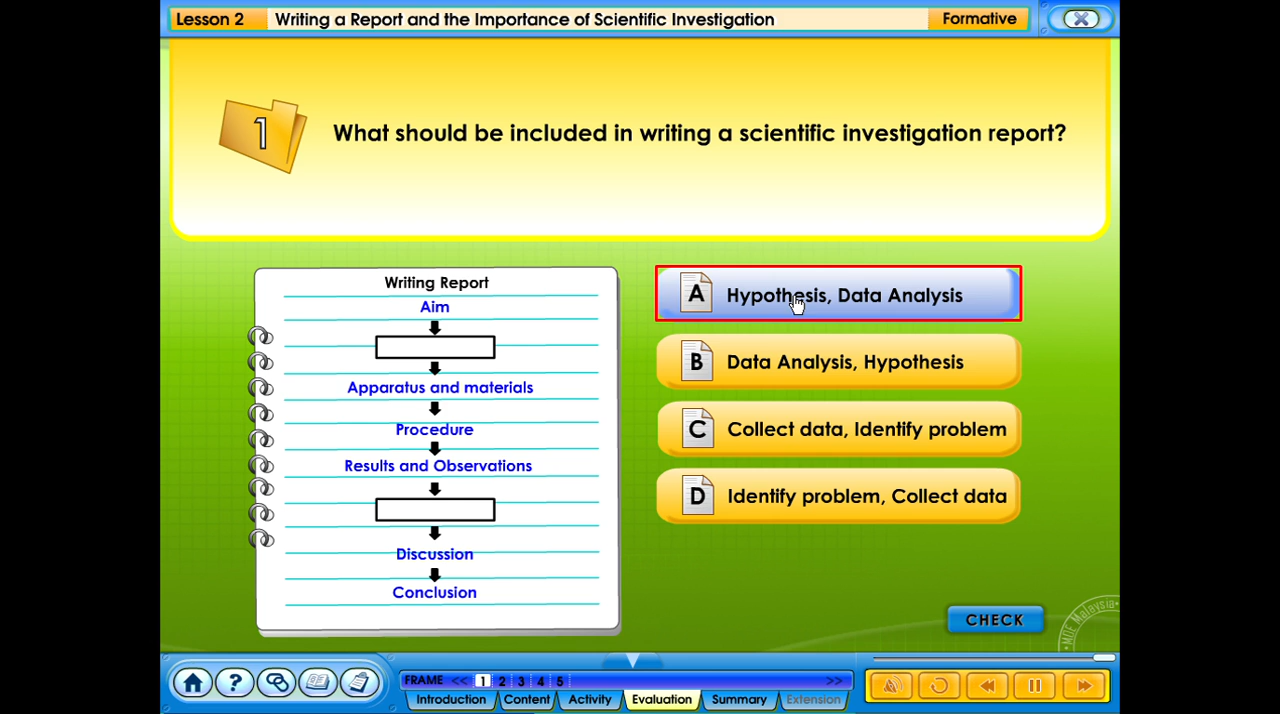 Lesson 2
Writing a Report and the Importance of Scientific Investigation
Formative
1
What should be included in writing a scientific investigation report?
Writing Report
Aim
Apparatus and materials
Procedure
Results and Observations
Discussion
Conclusion
A
Hypothesis, Data Analysis
B
Data Analysis, Hypothesis
C
Collect data, Identify problem
D
Identify problem, Collect data
CHECK
MDE Malaysia
?
FRAME << 1 2 3 4 5 >>
Introduction
Content
Activity
Evaluation
Summary
Extension